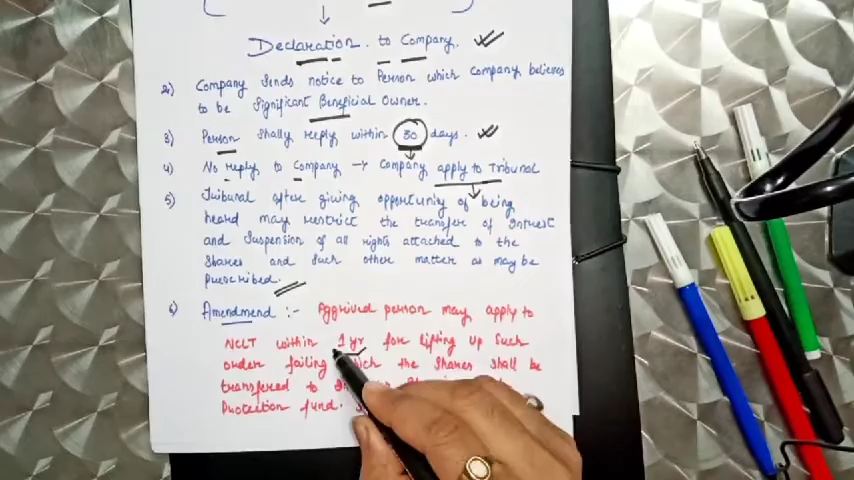 Declaration. to Company.
2) Company sends notice to Person which Company believes
to be Significant Beneficial Owner.
3) Person shally reply within 30 days.
4) No reply to Company → Company apply to Tribunal
5) Tribunal after giving opportunity of being
heard may restrict the transfer of Interest
and Suspension of all rights attached to the
Shares and such other matter as may be
prescribed.
6) Amendment :- Aggrived person may apply to
NCLT within 1 yr for lifting up such
order failing which the Shares shall be
transferred to
Protection fund.